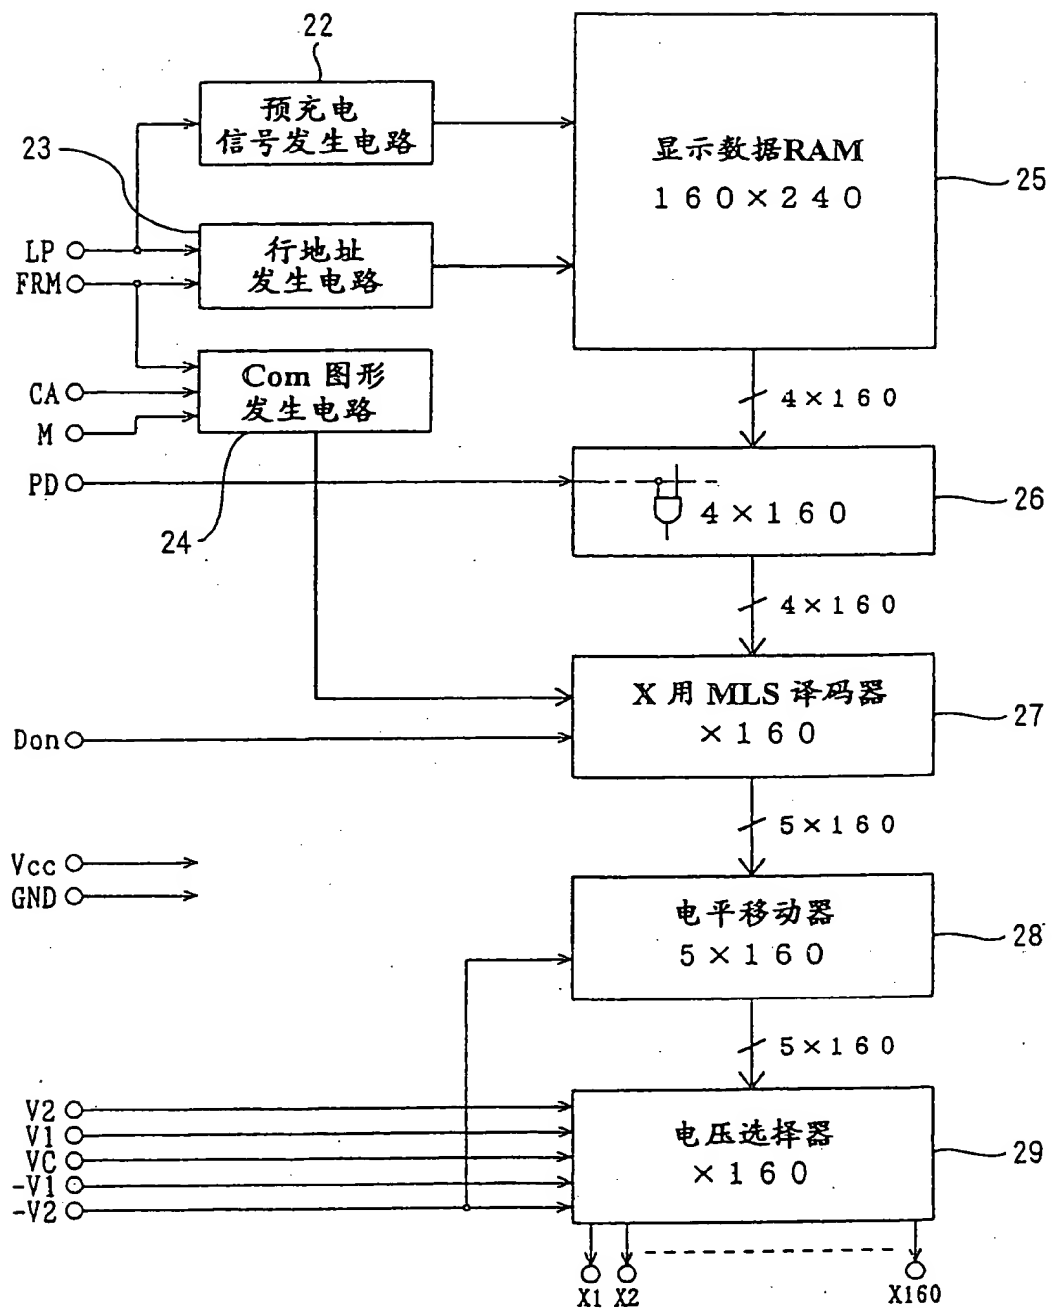 22
预充电
信号发生电路
显示数据RAM
160×240
25
23
LP
FRM
行地址
发生电路
CA
M
Com 图形
发生电路
4×160
PD
24
4×160
26
4×160
X 用 MLS 译码器
×160
27
Don
5×160
Vcc
GND
电平移动器
5×160
28
5×160
V2
V1
VC
-V1
-V2
电压选择器
×160
29
X1 X2 X160